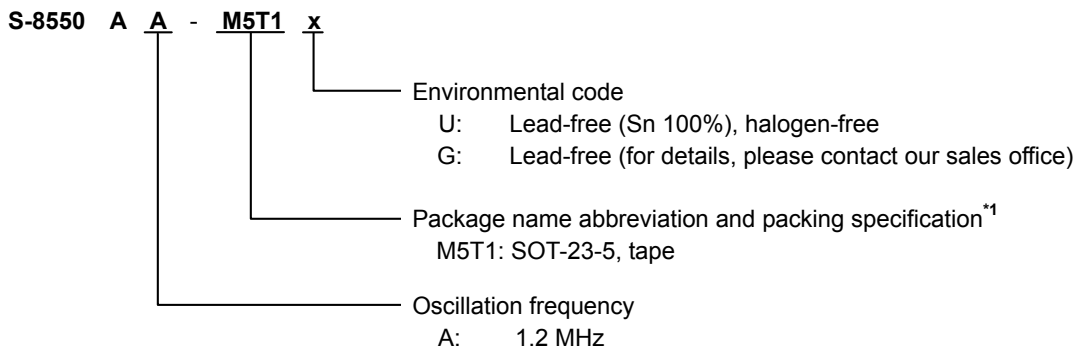 S-8550 A A - M5T1 x
Environmental code
U: Lead-free (Sn 100%), halogen-free
G: Lead-free (for details, please contact our sales office)
Package name abbreviation and packing specification*1
M5T1: SOT-23-5, tape
Oscillation frequency
A: 1.2 MHz